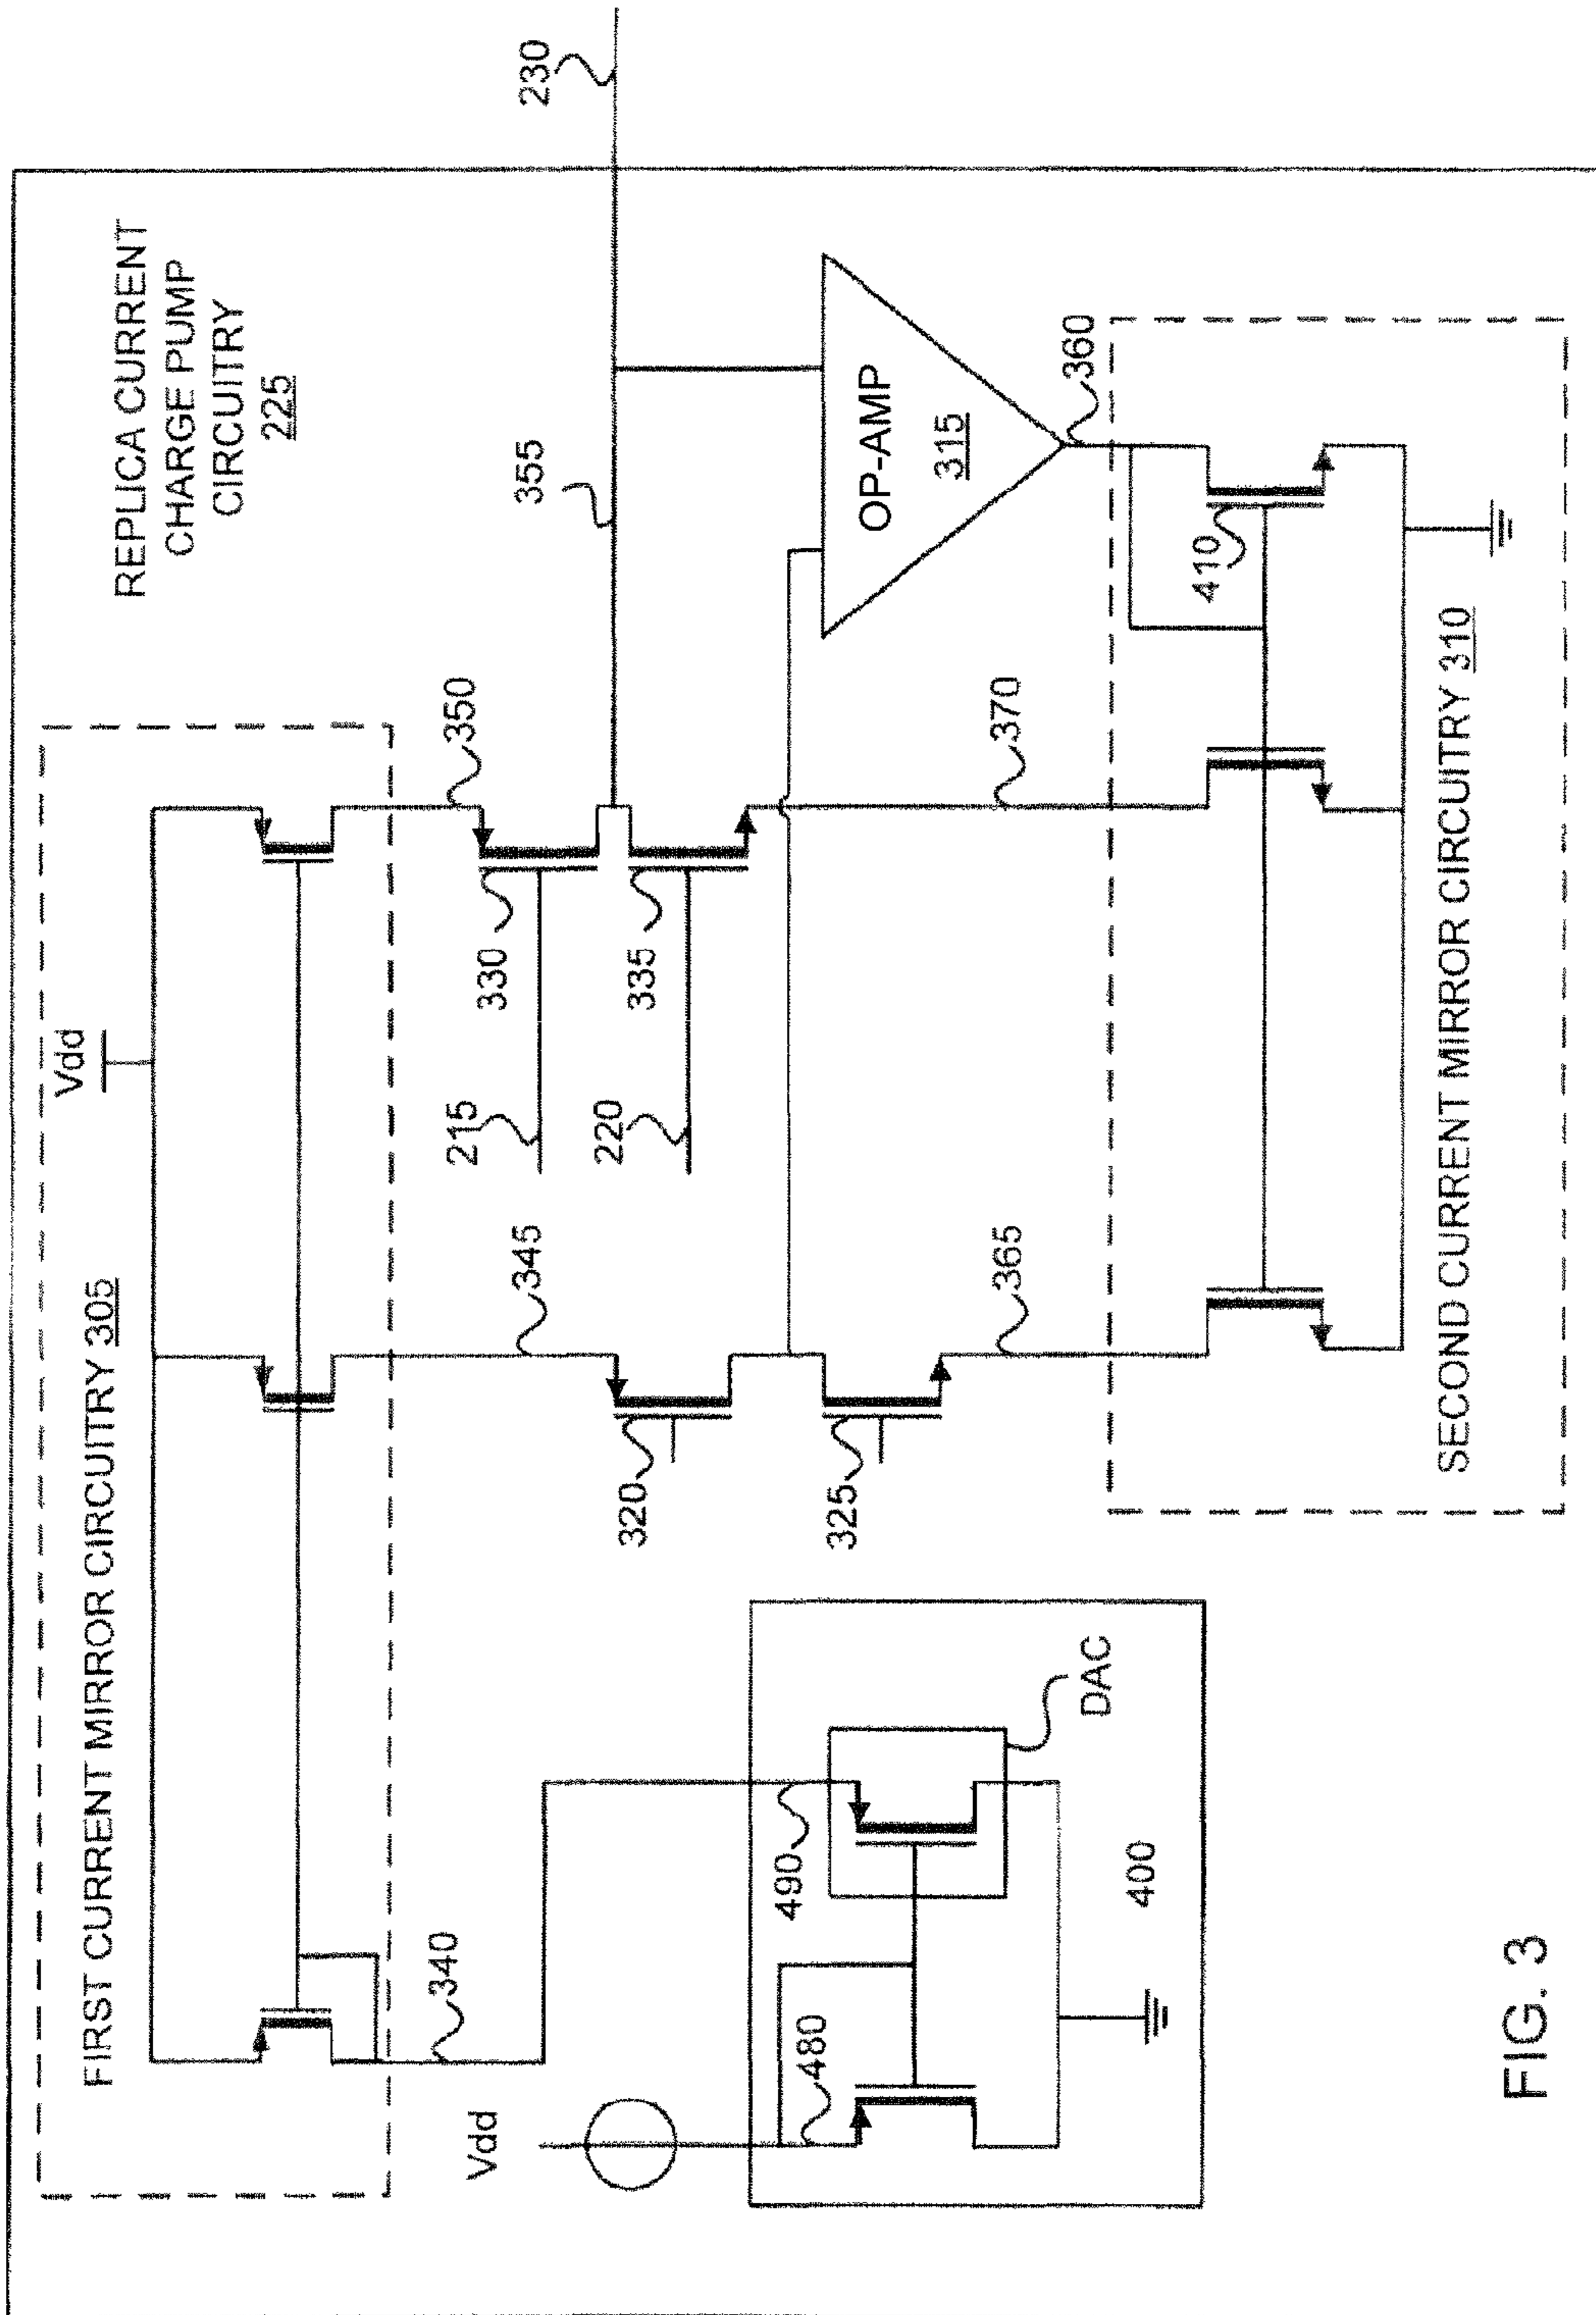 REPLICA CURRENT
CHARGE PUMP
CIRCUITRY
225
Vdd
FIRST CURRENT MIRROR CIRCUITRY 305
230
350
355
345
340
330
335
215
220
320
325
OP-AMP
315
360
370
365
410
SECOND CURRENT MIRROR CIRCUITRY 310
Vdd
480
490
DAC
400
FIG. 3